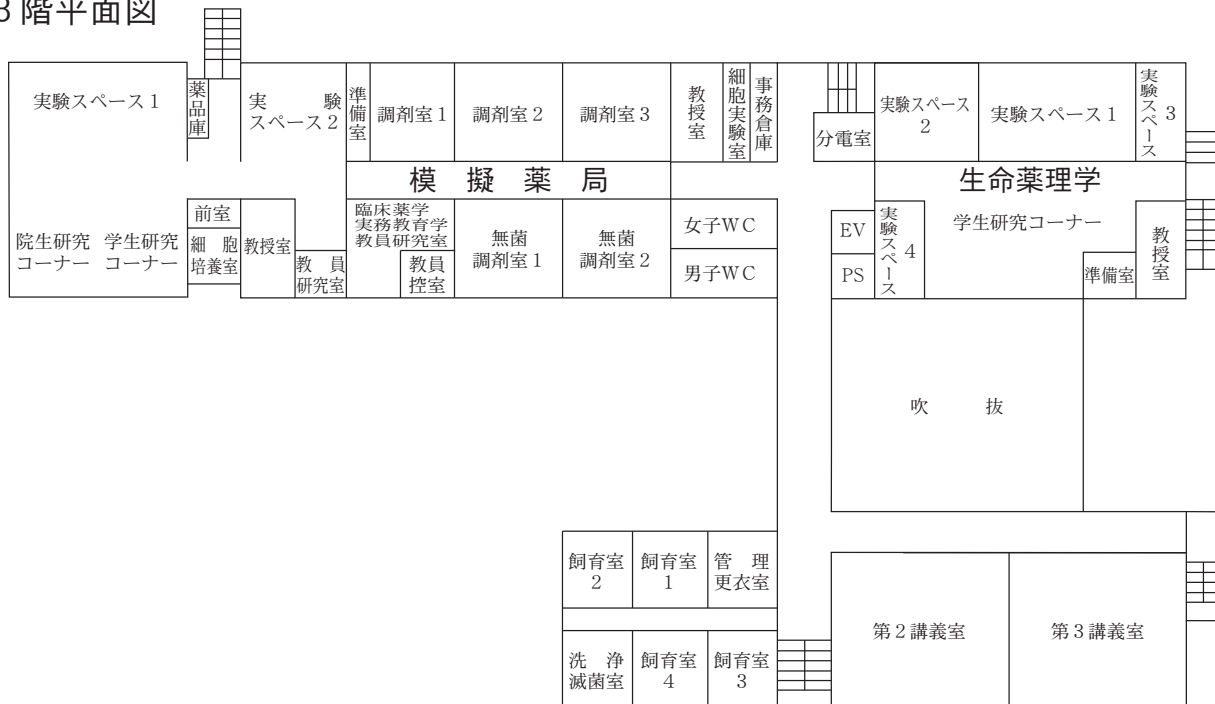 3階平面図
実験スペース1
薬品庫
実　験
スペース2
準備室
調剤室1
調剤室2
調剤室3
教授室
細胞実験室
事務倉庫
分電室
実験スペース
2
実験スペース1
実験スペース3
模擬薬局
生命薬理学
院生研究
コーナー
学生研究
コーナー
前室
細胞
培養室
教授室
教員
研究室
臨床薬学
実務教育学
教員研究室
教員
控室
無菌
調剤室1
無菌
調剤室2
女子WC
男子WC
EV
PS
実験スペース4
学生研究コーナー
準備室
教授室
吹抜
飼育室
2
飼育室
1
管理
更衣室
洗浄
滅菌室
飼育室
4
飼育室
3
第2講義室
第3講義室